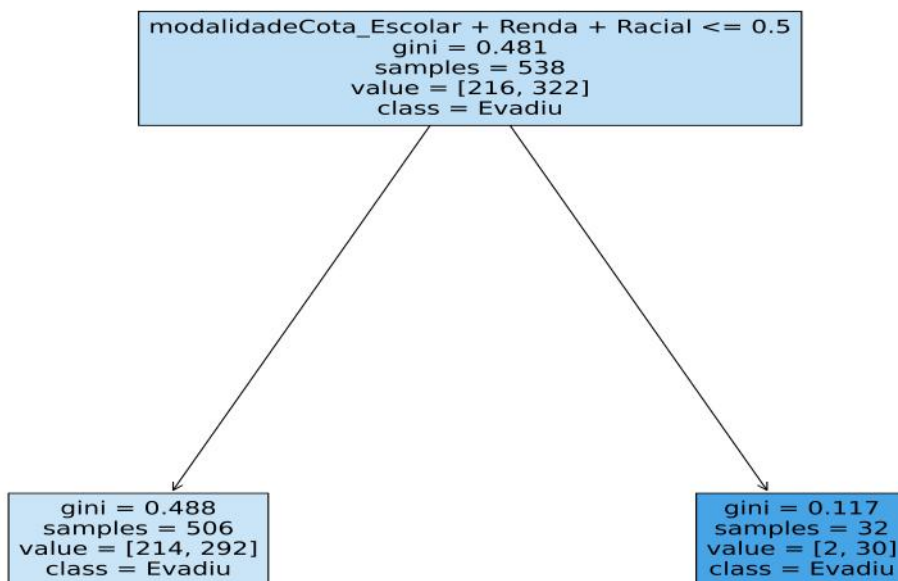 modalidadeCota_Escolar + Renda + Racial <= 0.5
gini = 0.481
samples = 538
value = [216, 322]
class = Evadiu
gini = 0.488
samples = 506
value = [214, 292]
class = Evadiu
gini = 0.117
samples = 32
value = [2, 30]
class = Evadiu